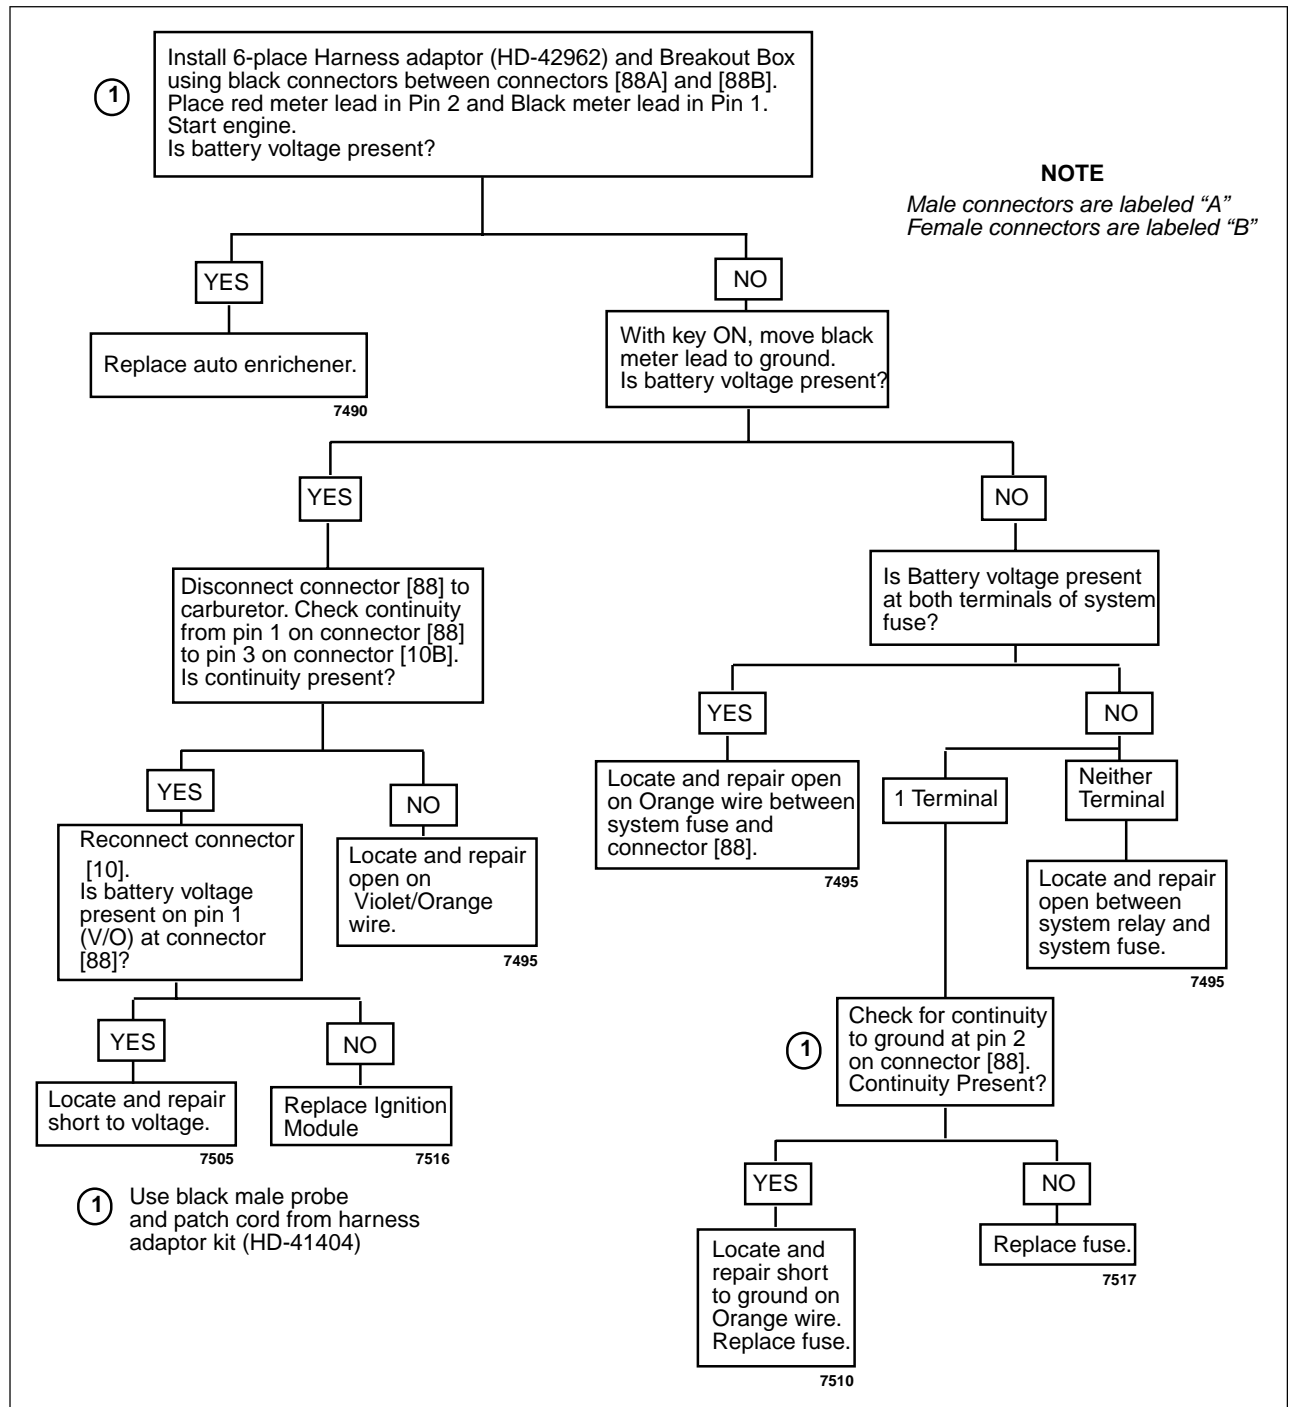 1
Install 6-place Harness adaptor (HD-42962) and Breakout Box
using black connectors between connectors [88A] and [88B].
Place red meter lead in Pin 2 and Black meter lead in Pin 1.
Start engine.
Is battery voltage present?
NOTE
Male connectors are labeled “A”
Female connectors are labeled “B”
YES
NO
Replace auto enrichener.
7490
With key ON, move black
meter lead to ground.
Is battery voltage present?
YES
NO
Disconnect connector [88] to
carburetor. Check continuity
from pin 1 on connector [88]
to pin 3 on connector [10B].
Is continuity present?
Is Battery voltage present
at both terminals of system
fuse?
YES
NO
YES
NO
Locate and repair open
on Orange wire between
system fuse and
connector [88].
7495
1 Terminal
Neither
Terminal
Reconnect connector
[10].
Is battery voltage
present on pin 1
(V/O) at connector
[88]?
Locate and repair
open on
Violet/Orange
wire.
7495
Locate and repair
open between
system relay and
system fuse.
7495
YES
NO
1
Check for continuity
to ground at pin 2
on connector [88].
Continuity Present?
Locate and repair
short to voltage.
7505
Replace Ignition
Module
7516
YES
NO
1
Use black male probe
and patch cord from harness
adaptor kit (HD-41404)
Locate and
repair short
to ground on
Orange wire.
Replace fuse.
7510
Replace fuse.
7517